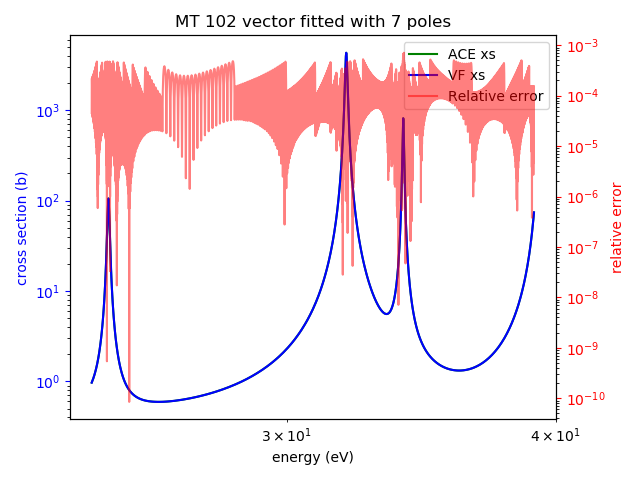 MT 102 vector fitted with 7 poles
ACE xs
VF xs
Relative error
cross section (b)
10³
10²
10¹
10⁰
10⁻³
10⁻⁴
10⁻⁵
10⁻⁶
10⁻⁷
10⁻⁸
10⁻⁹
10⁻¹⁰
relative error
3 × 10¹
4 × 10¹
energy (eV)